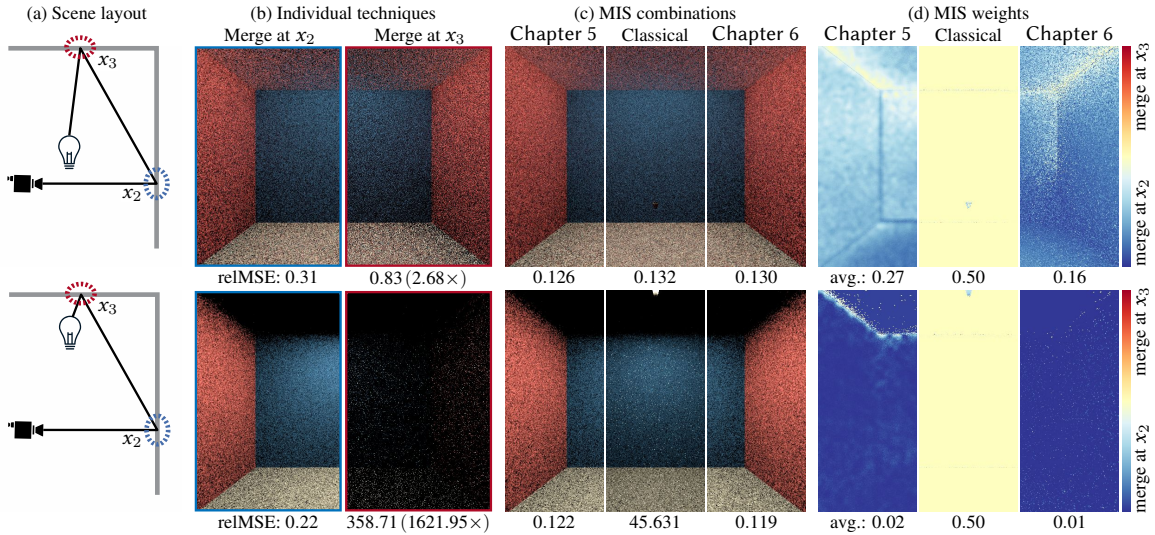 (a) Scene layout
(b) Individual techniques
(c) MIS combinations
(d) MIS weights
Merge at x₂
Merge at x₃
Chapter 5
Classical
Chapter 6
Chapter 5
Classical
Chapter 6
x₃
x₂
merge at x₃
merge at x₂
relMSE: 0.31
0.83 (2.68×)
0.126
0.132
0.130
avg.: 0.27
0.50
0.16
x₃
x₂
merge at x₃
merge at x₂
relMSE: 0.22
358.71 (1621.95×)
0.122
45.631
0.119
avg.: 0.02
0.50
0.01